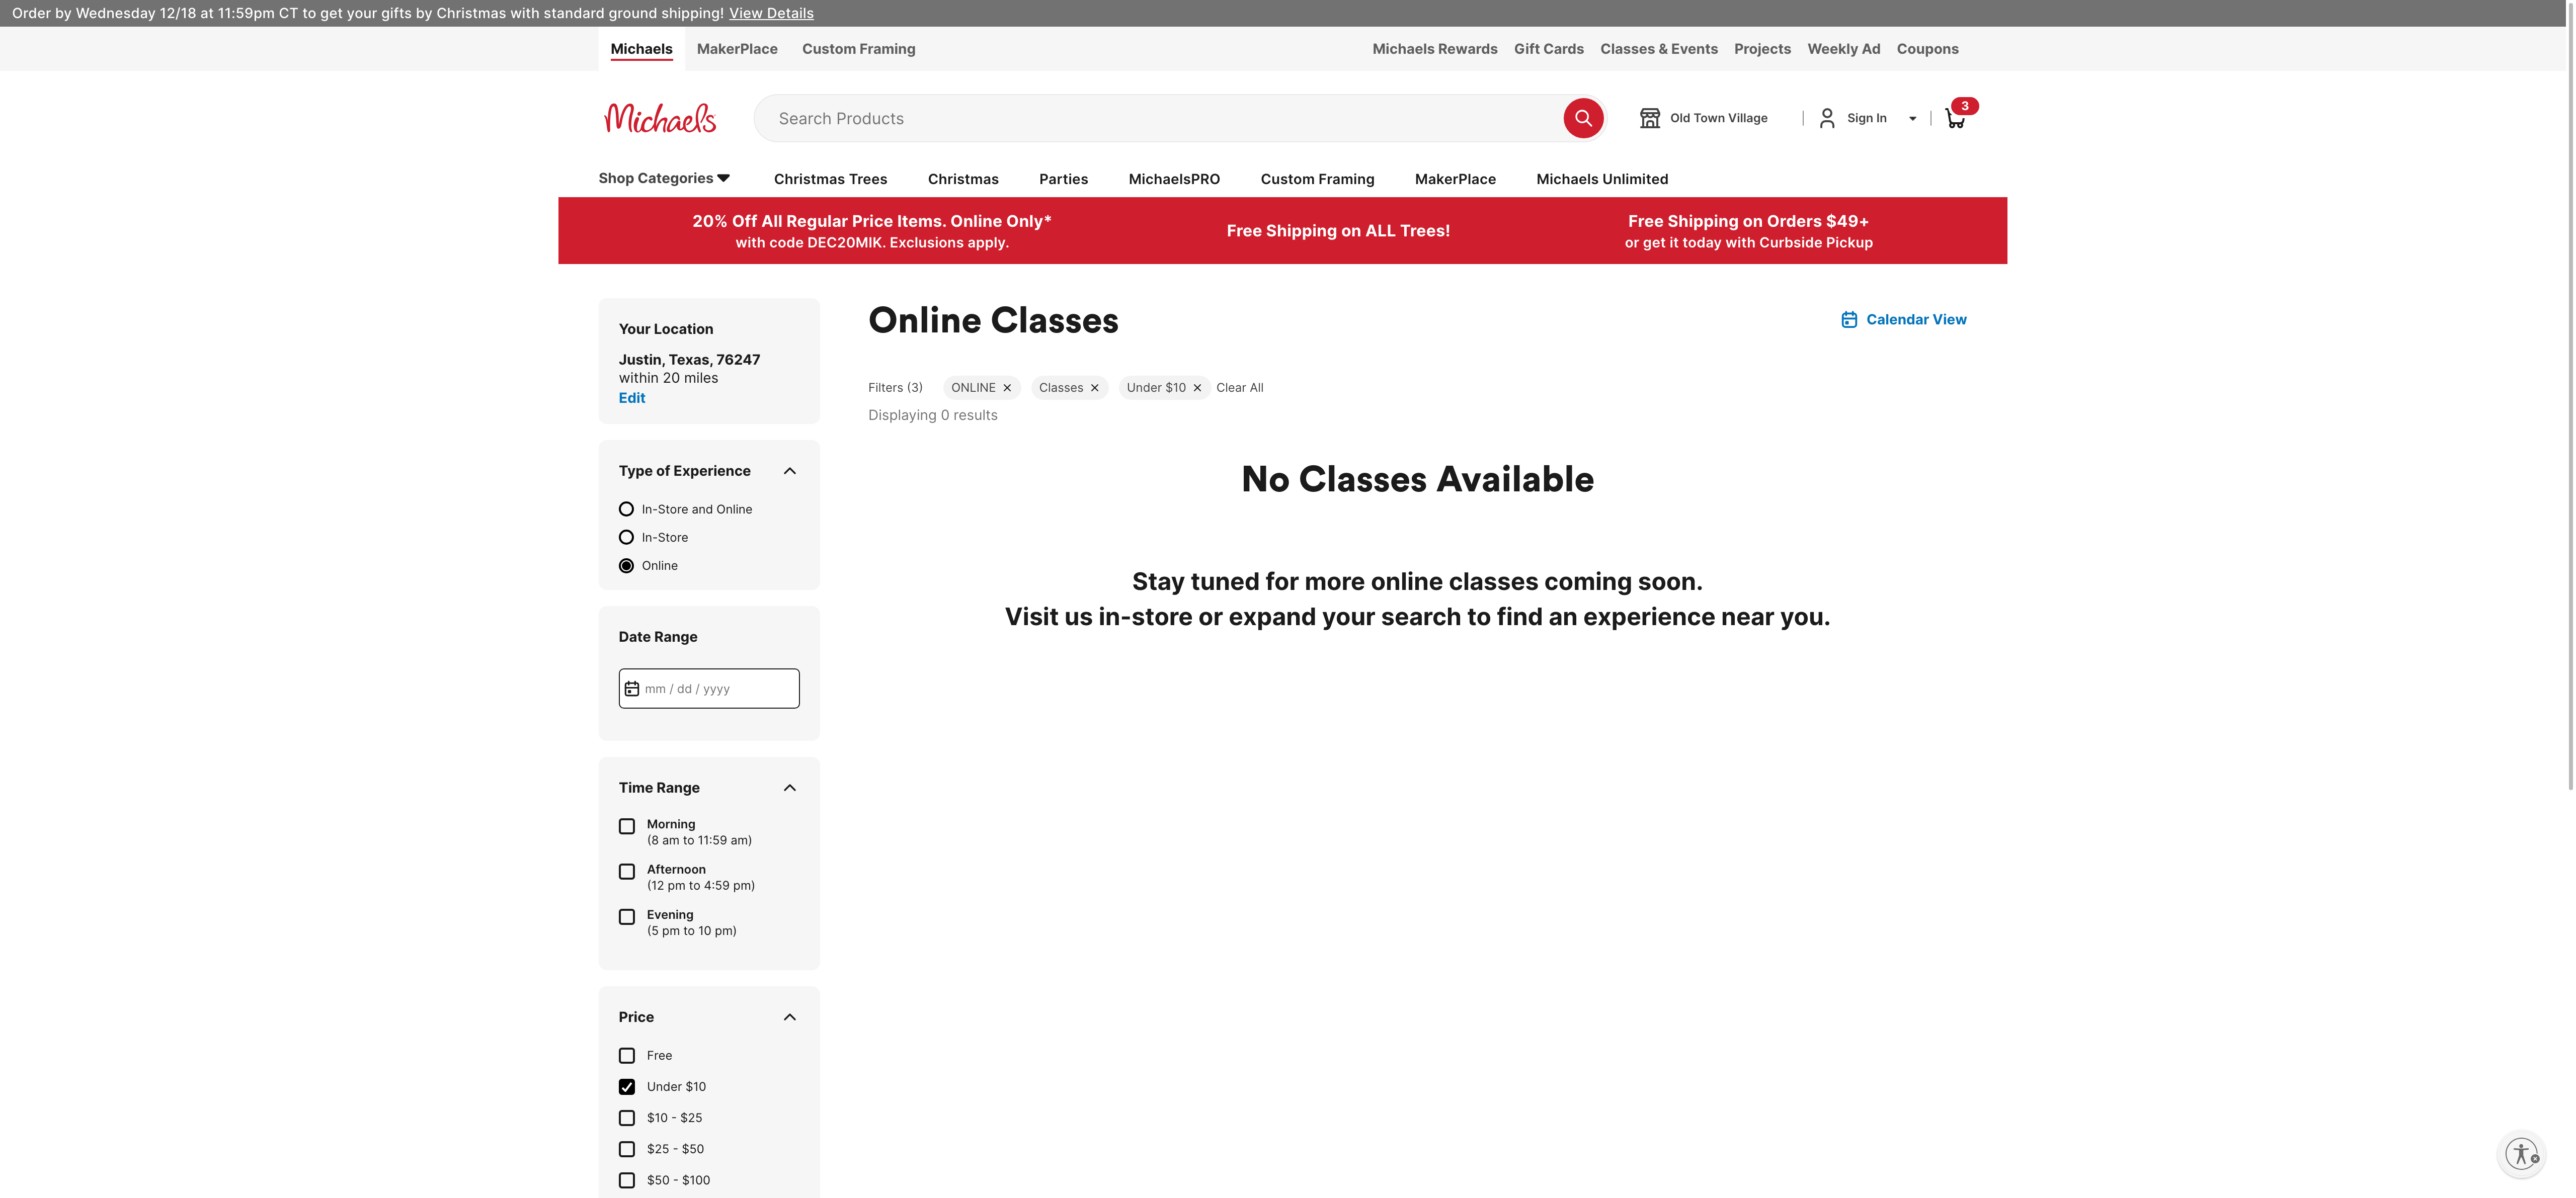 Order by Wednesday 12/18 at 11:59pm CT to get your gifts by Christmas with standard ground shipping! View Details
Michaels MakerPlace Custom Framing Michaels Rewards Gift Cards Classes & Events Projects Weekly Ad Coupons
Michaels Search Products Old Town Village Sign In 3
Shop Categories Christmas Trees Christmas Parties MichaelsPRO Custom Framing MakerPlace Michaels Unlimited
20% Off All Regular Price Items. Online Only*
with code DEC20MIK. Exclusions apply.
Free Shipping on ALL Trees!
Free Shipping on Orders $49+
or get it today with Curbside Pickup
Your Location
Justin, Texas, 76247
within 20 miles
Edit
Type of Experience
In-Store and Online
In-Store
Online
Date Range
mm / dd / yyyy
Time Range
Morning
(8 am to 11:59 am)
Afternoon
(12 pm to 4:59 pm)
Evening
(5 pm to 10 pm)
Price
Free
Under $10
$10 - $25
$25 - $50
$50 - $100
Online Classes
Calendar View
Filters (3) ONLINE Classes Under $10 Clear All
Displaying 0 results
No Classes Available
Stay tuned for more online classes coming soon.
Visit us in-store or expand your search to find an experience near you.